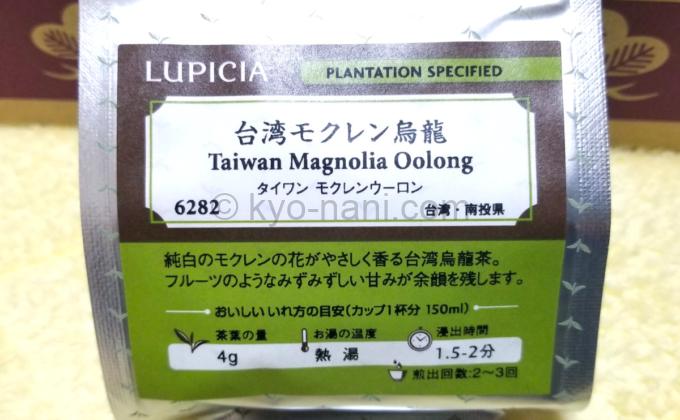 LUPICIA
PLANTATION SPECIFIED
台湾モクレン烏龍
Taiwan Magnolia Oolong
タイワン モクレンウーロン
6282
台湾・南投県
© kyo-nani.com
純白のモクレンの花がやさしく香る台湾烏龍茶。
フルーツのようなみずみずしい甘みが余韻を残します。
おいしい いれ方の目安(カップ1杯分 150ml)
茶葉の量
4g
お湯の温度
熱湯
浸出時間
1.5-2分
煎出回数:2〜3回